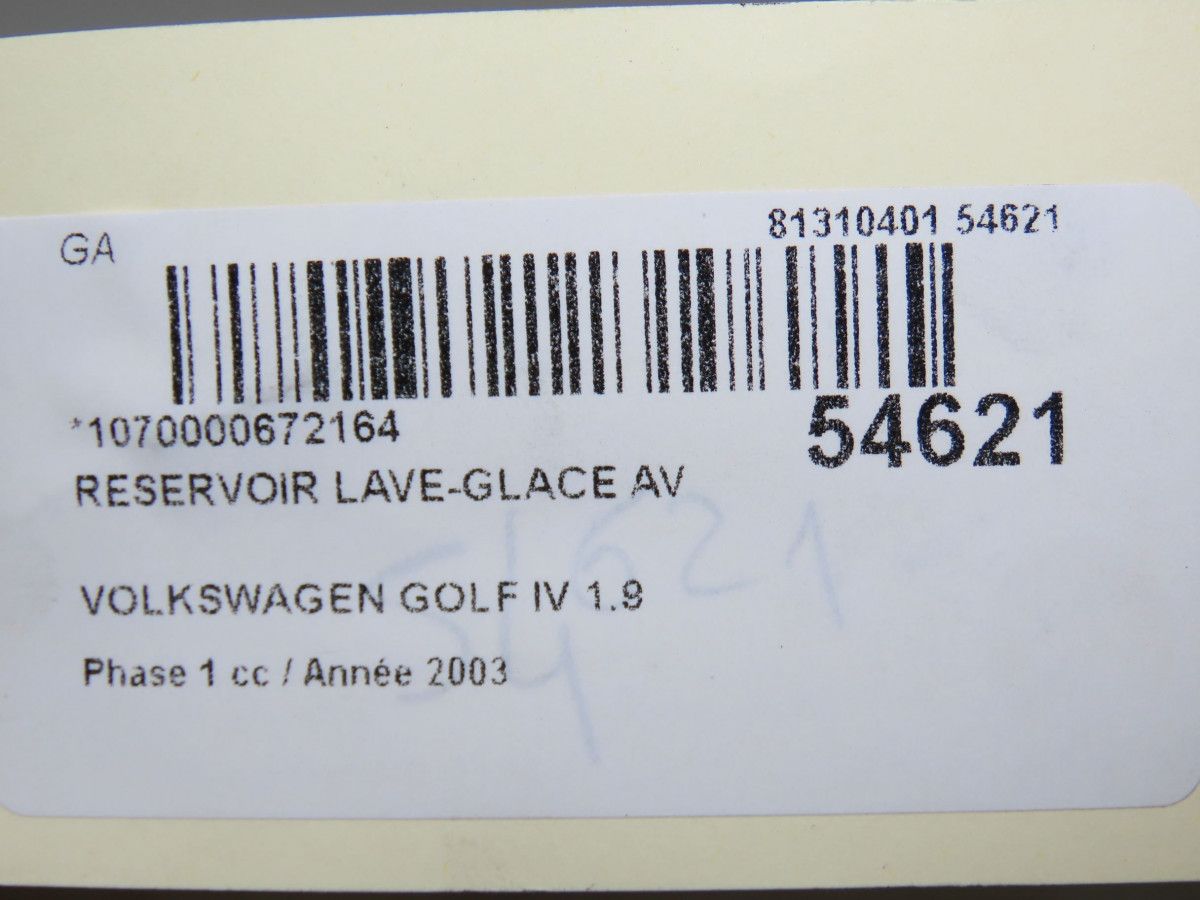 GA
81310401 54621
*1070000672164
54621
RESERVOIR LAVE-GLACE AV
54621
VOLKSWAGEN GOLF IV 1.9
Phase 1 cc / Année 2003